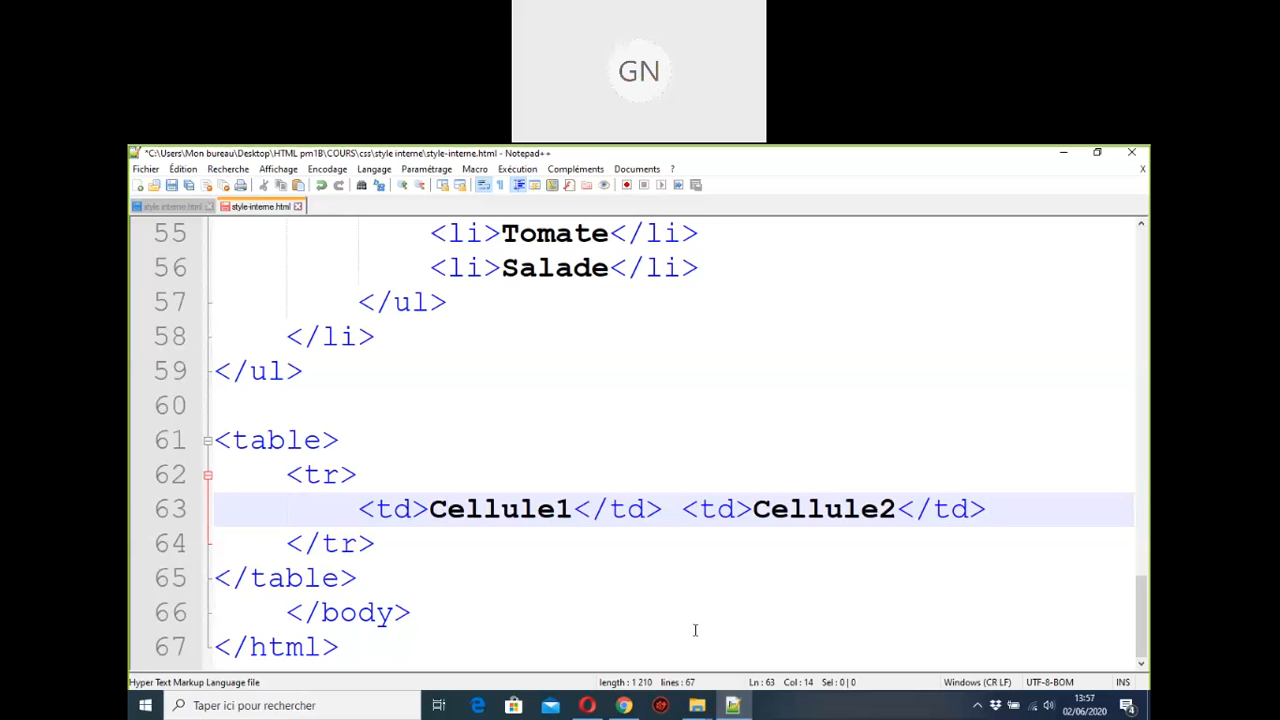 GN
*C:\Users\Mon bureau\Desktop\HTML pm1B\COURS\css\style interne\style-interne.html - Notepad++
Fichier Édition Recherche Affichage Encodage Langage Paramétrage Macro Exécution Compléments Documents ? X
style interne.html style-interne.html
55 <li>Tomate</li>
56 <li>Salade</li>
57 </ul>
58 </li>
59 </ul>
60
61 <table>
62 <tr>
63 <td>Cellule1</td> <td>Cellule2</td>
64 </tr>
65 </table>
66 </body>
67 </html>
Hyper Text Markup Language file length : 1 210 lines : 67 Ln : 63 Col : 14 Sel : 0 | 0 Windows (CR LF) UTF-8-BOM INS
Taper ici pour rechercher
13:57
02/06/2020
4